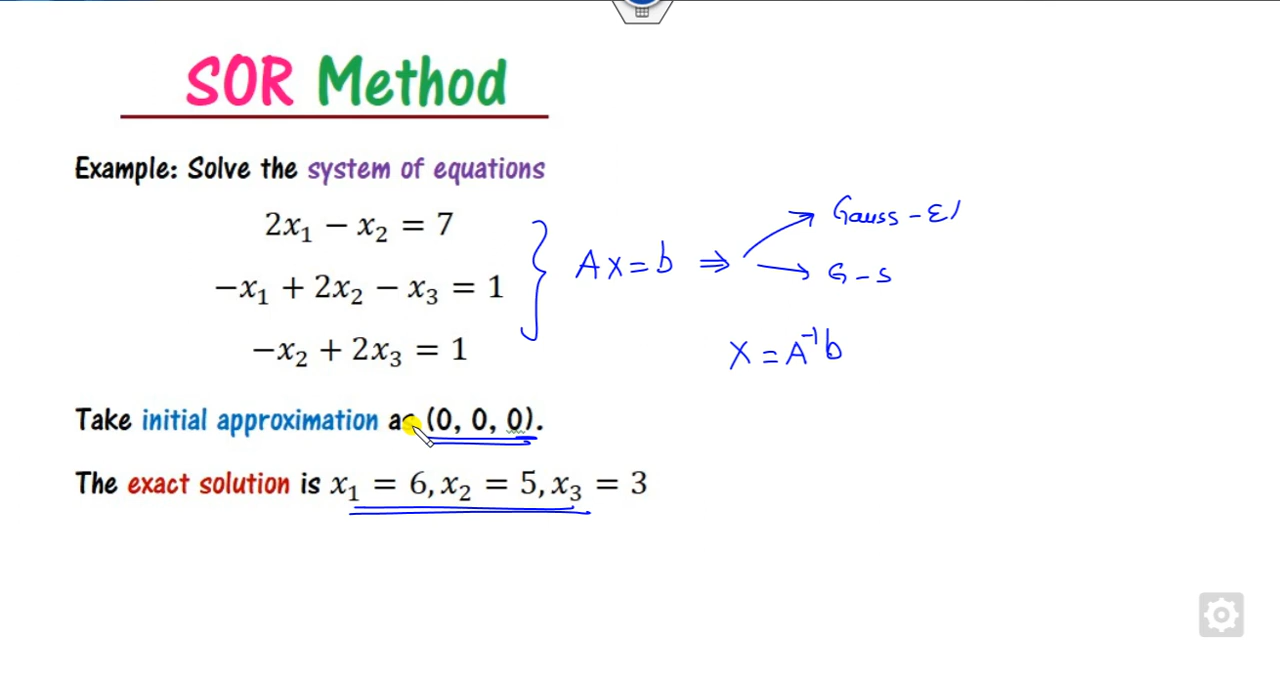 SOR Method
Example: Solve the system of equations
2x₁ − x₂ = 7
−x₁ + 2x₂ − x₃ = 1
−x₂ + 2x₃ = 1
AX = b ⇒
Gauss - El
G - S
X = A⁻¹b
Take initial approximation as (0, 0, 0).
The exact solution is x₁ = 6, x₂ = 5, x₃ = 3